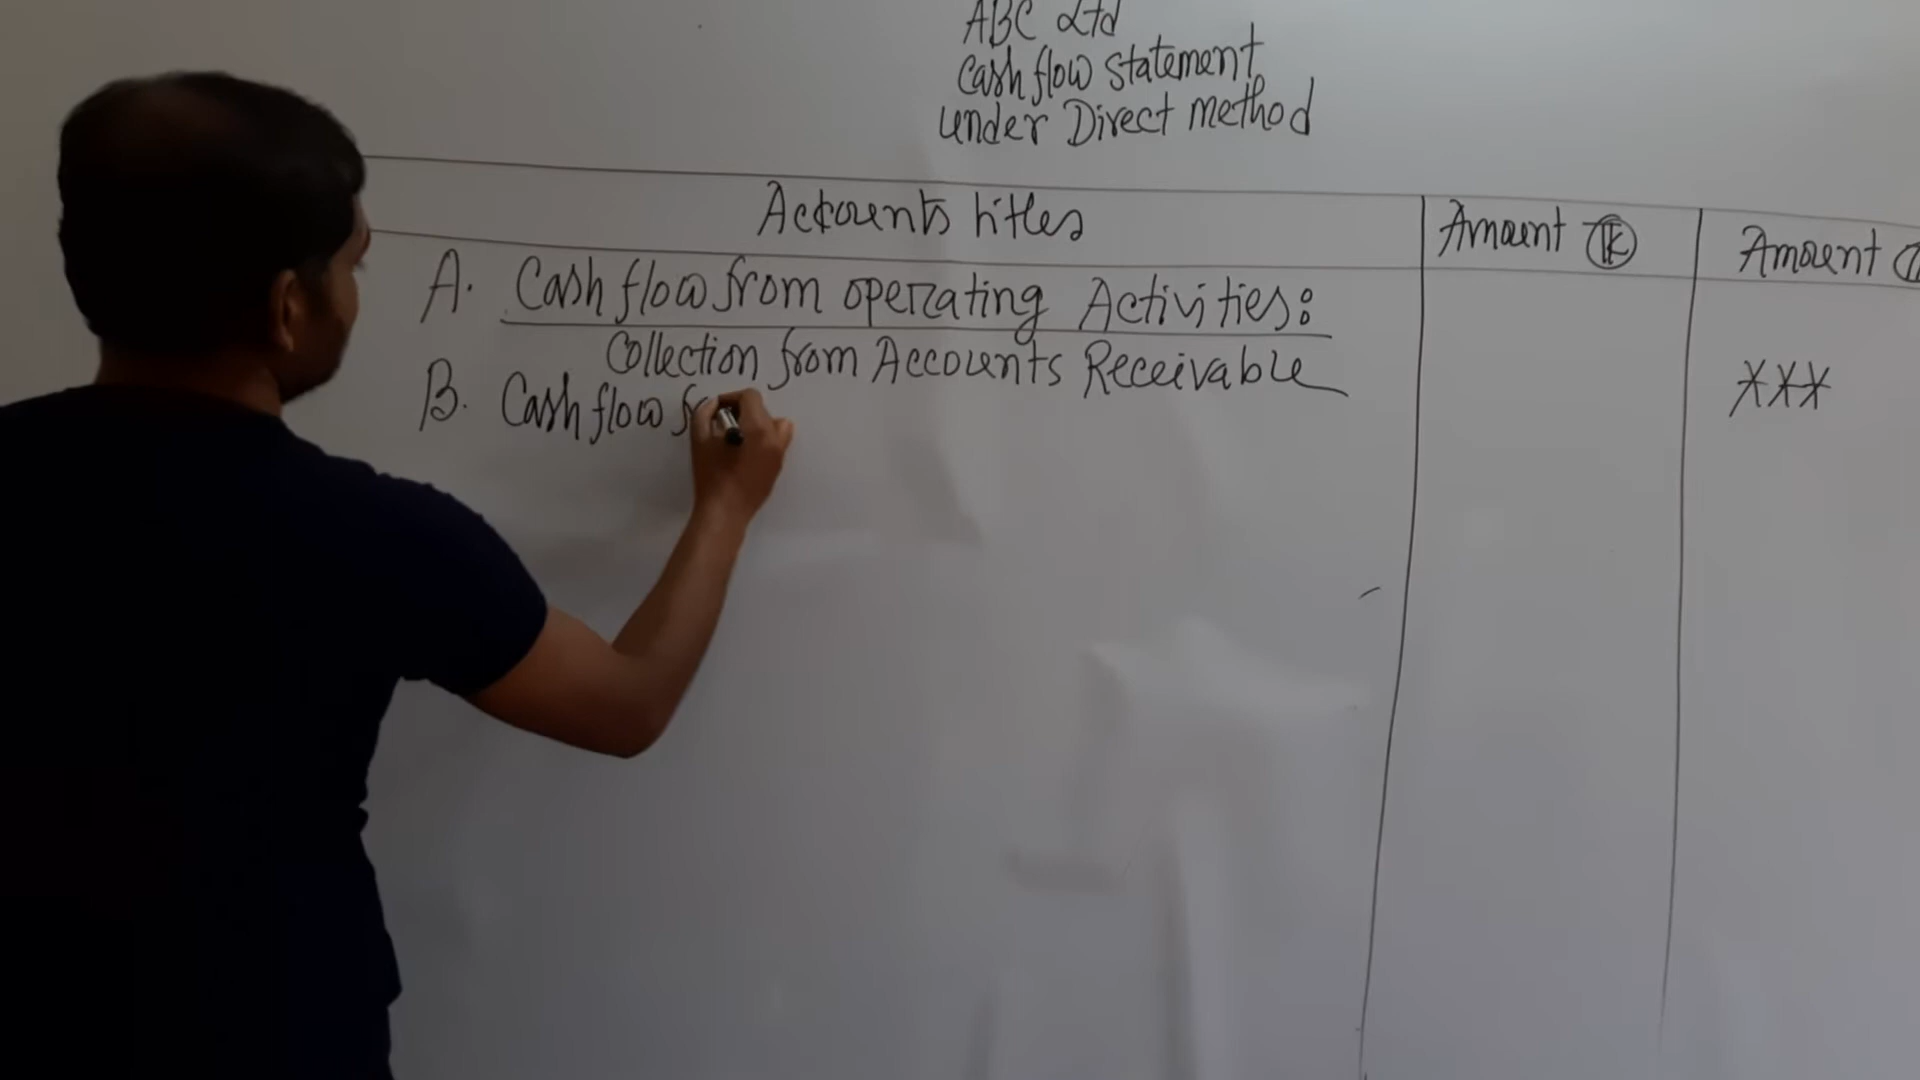 ABC Ltd
Cash flow statement
under Direct method
Accounts titles Amount Tk Amount
A. Cash flow from operating Activities:
Collection from Accounts Receivable XXX
B. Cash flow